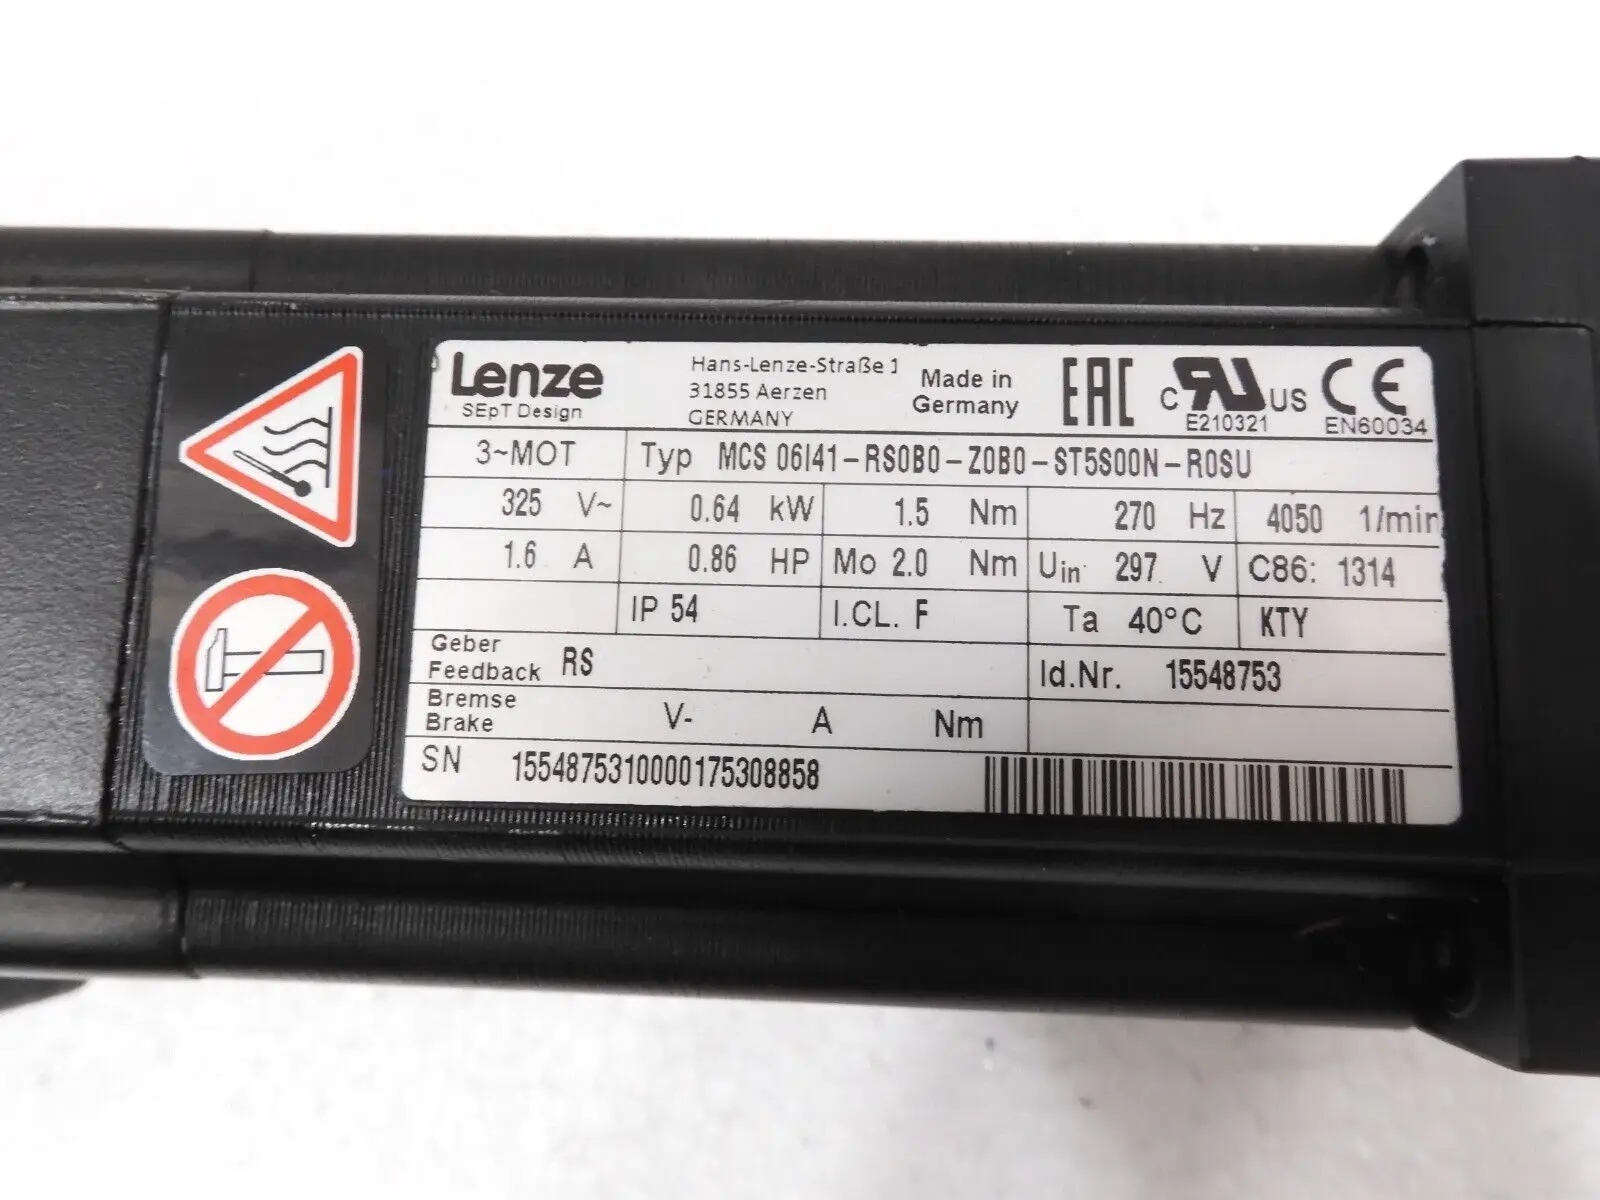 Lenze
SEpT Design
Hans-Lenze-Straße 1
31855 Aerzen
GERMANY
Made in
Germany
EAC
C RU US
E210321
CE
EN60034
3~MOT Typ MCS 06I41-RS0B0-Z0B0-ST5S00N-R0SU
325 V~ 0.64 kW 1.5 Nm 270 Hz 4050 1/min
1.6 A 0.86 HP Mo 2.0 Nm Uin 297 V C86: 1314
IP 54 I.CL. F Ta 40°C KTY
Geber
Feedback RS Id.Nr. 15548753
Bremse
Brake V- A Nm
SN 1554875310000175308858